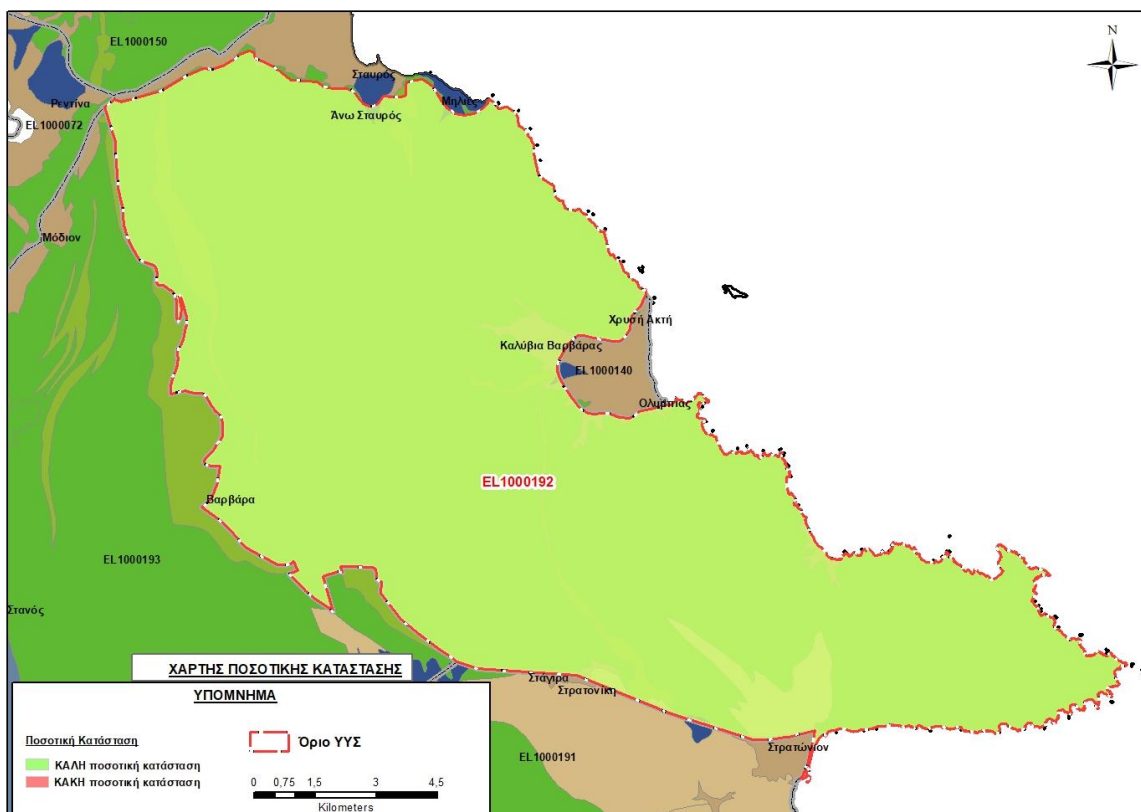 N
EL1000150
Σταυρός
Ρεντίνα
Μηλιές
Άνω Σταυρός
EL1000072
Μόδιον
Χρυσή Ακτή
Καλύβια Βαρβάρας
EL1000140
Ολυμπιάς
EL1000192
Βαρβάρα
EL1000193
Στανός
Στάγιρα
Στρατονίκη
Στρατώνιον
EL1000191
ΧΑΡΤΗΣ ΠΟΣΟΤΙΚΗΣ ΚΑΤΑΣΤΑΣΗΣ
ΥΠΟΜΝΗΜΑ
Ποσοτική Κατάσταση
Όριο ΥΥΣ
ΚΑΛΗ ποσοτική κατάσταση
ΚΑΚΗ ποσοτική κατάσταση
0 0,75 1,5 3 4,5
Kilometers